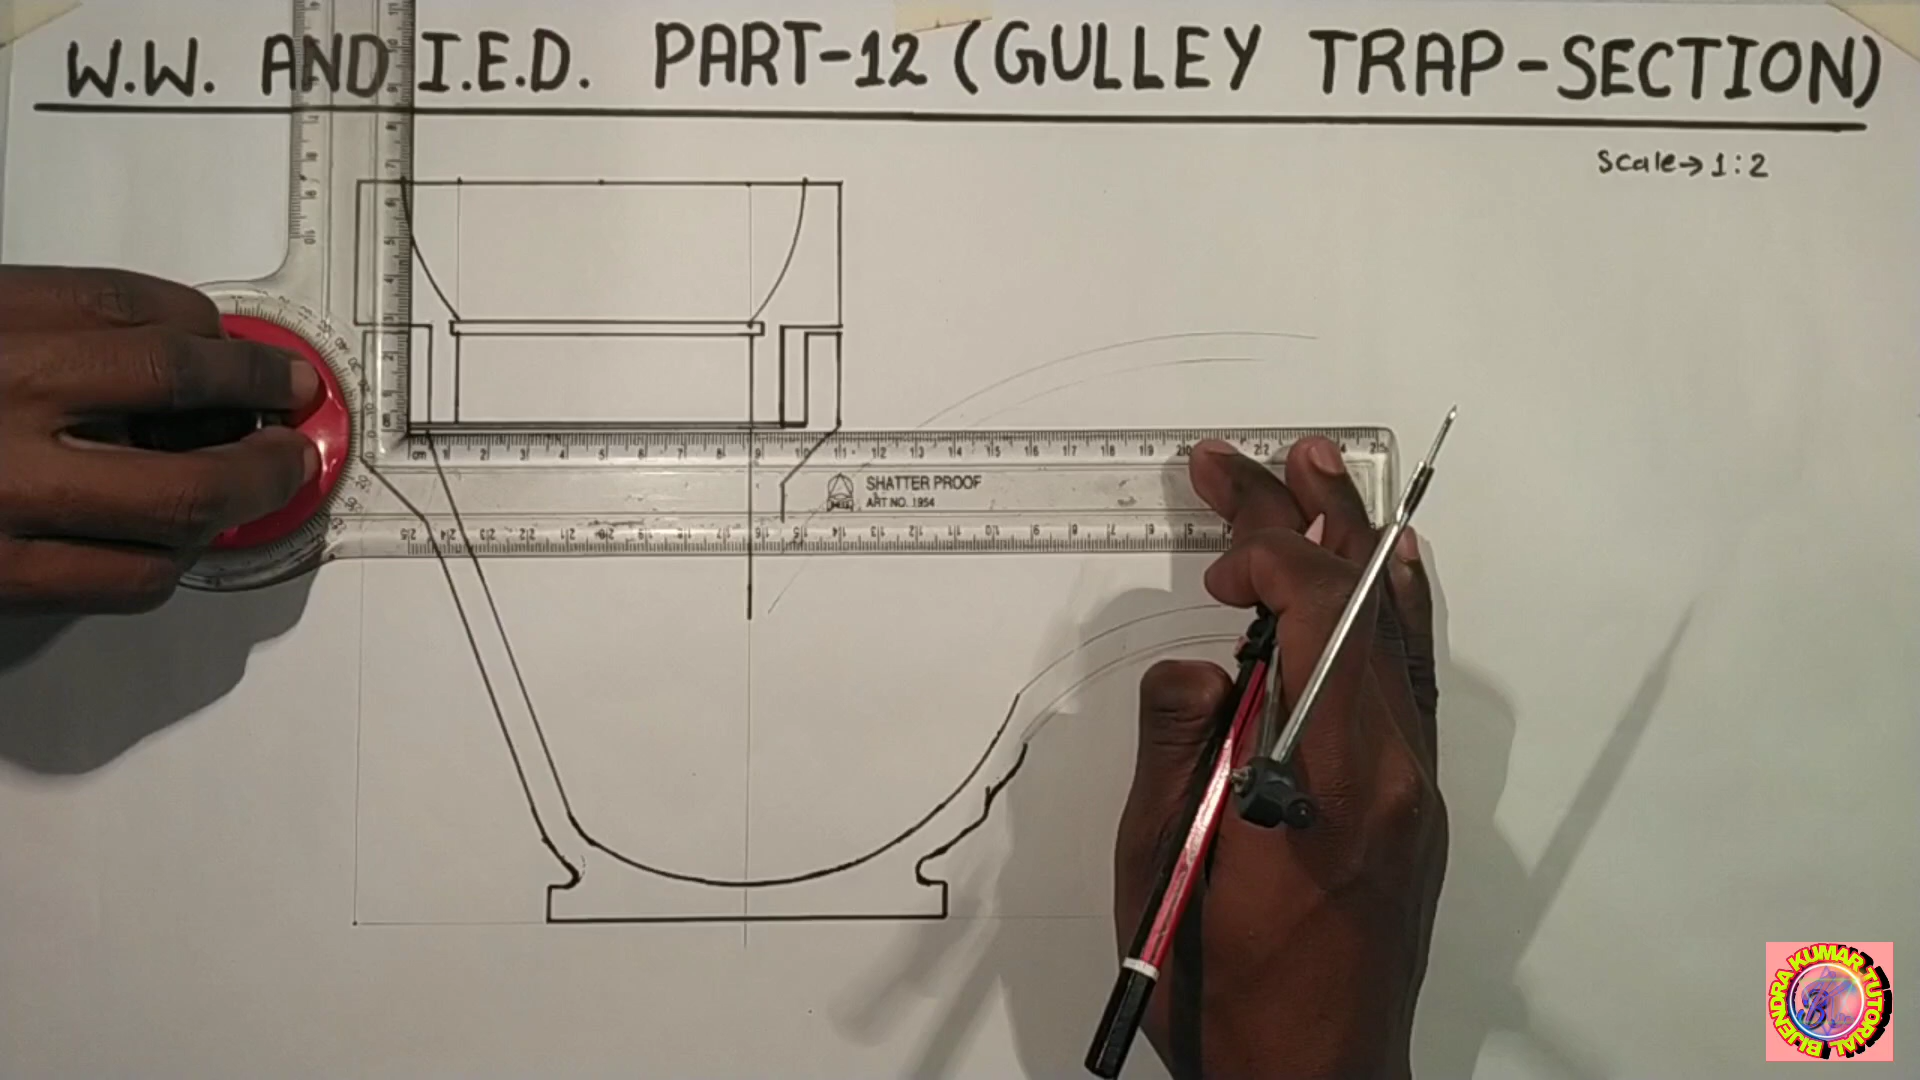 W.W. AND I.E.D. PART-12 (GULLEY TRAP-SECTION)
Scale→1:2
SHATTER PROOF
ART NO. 1954
BIJENDRA KUMAR TUTORIAL